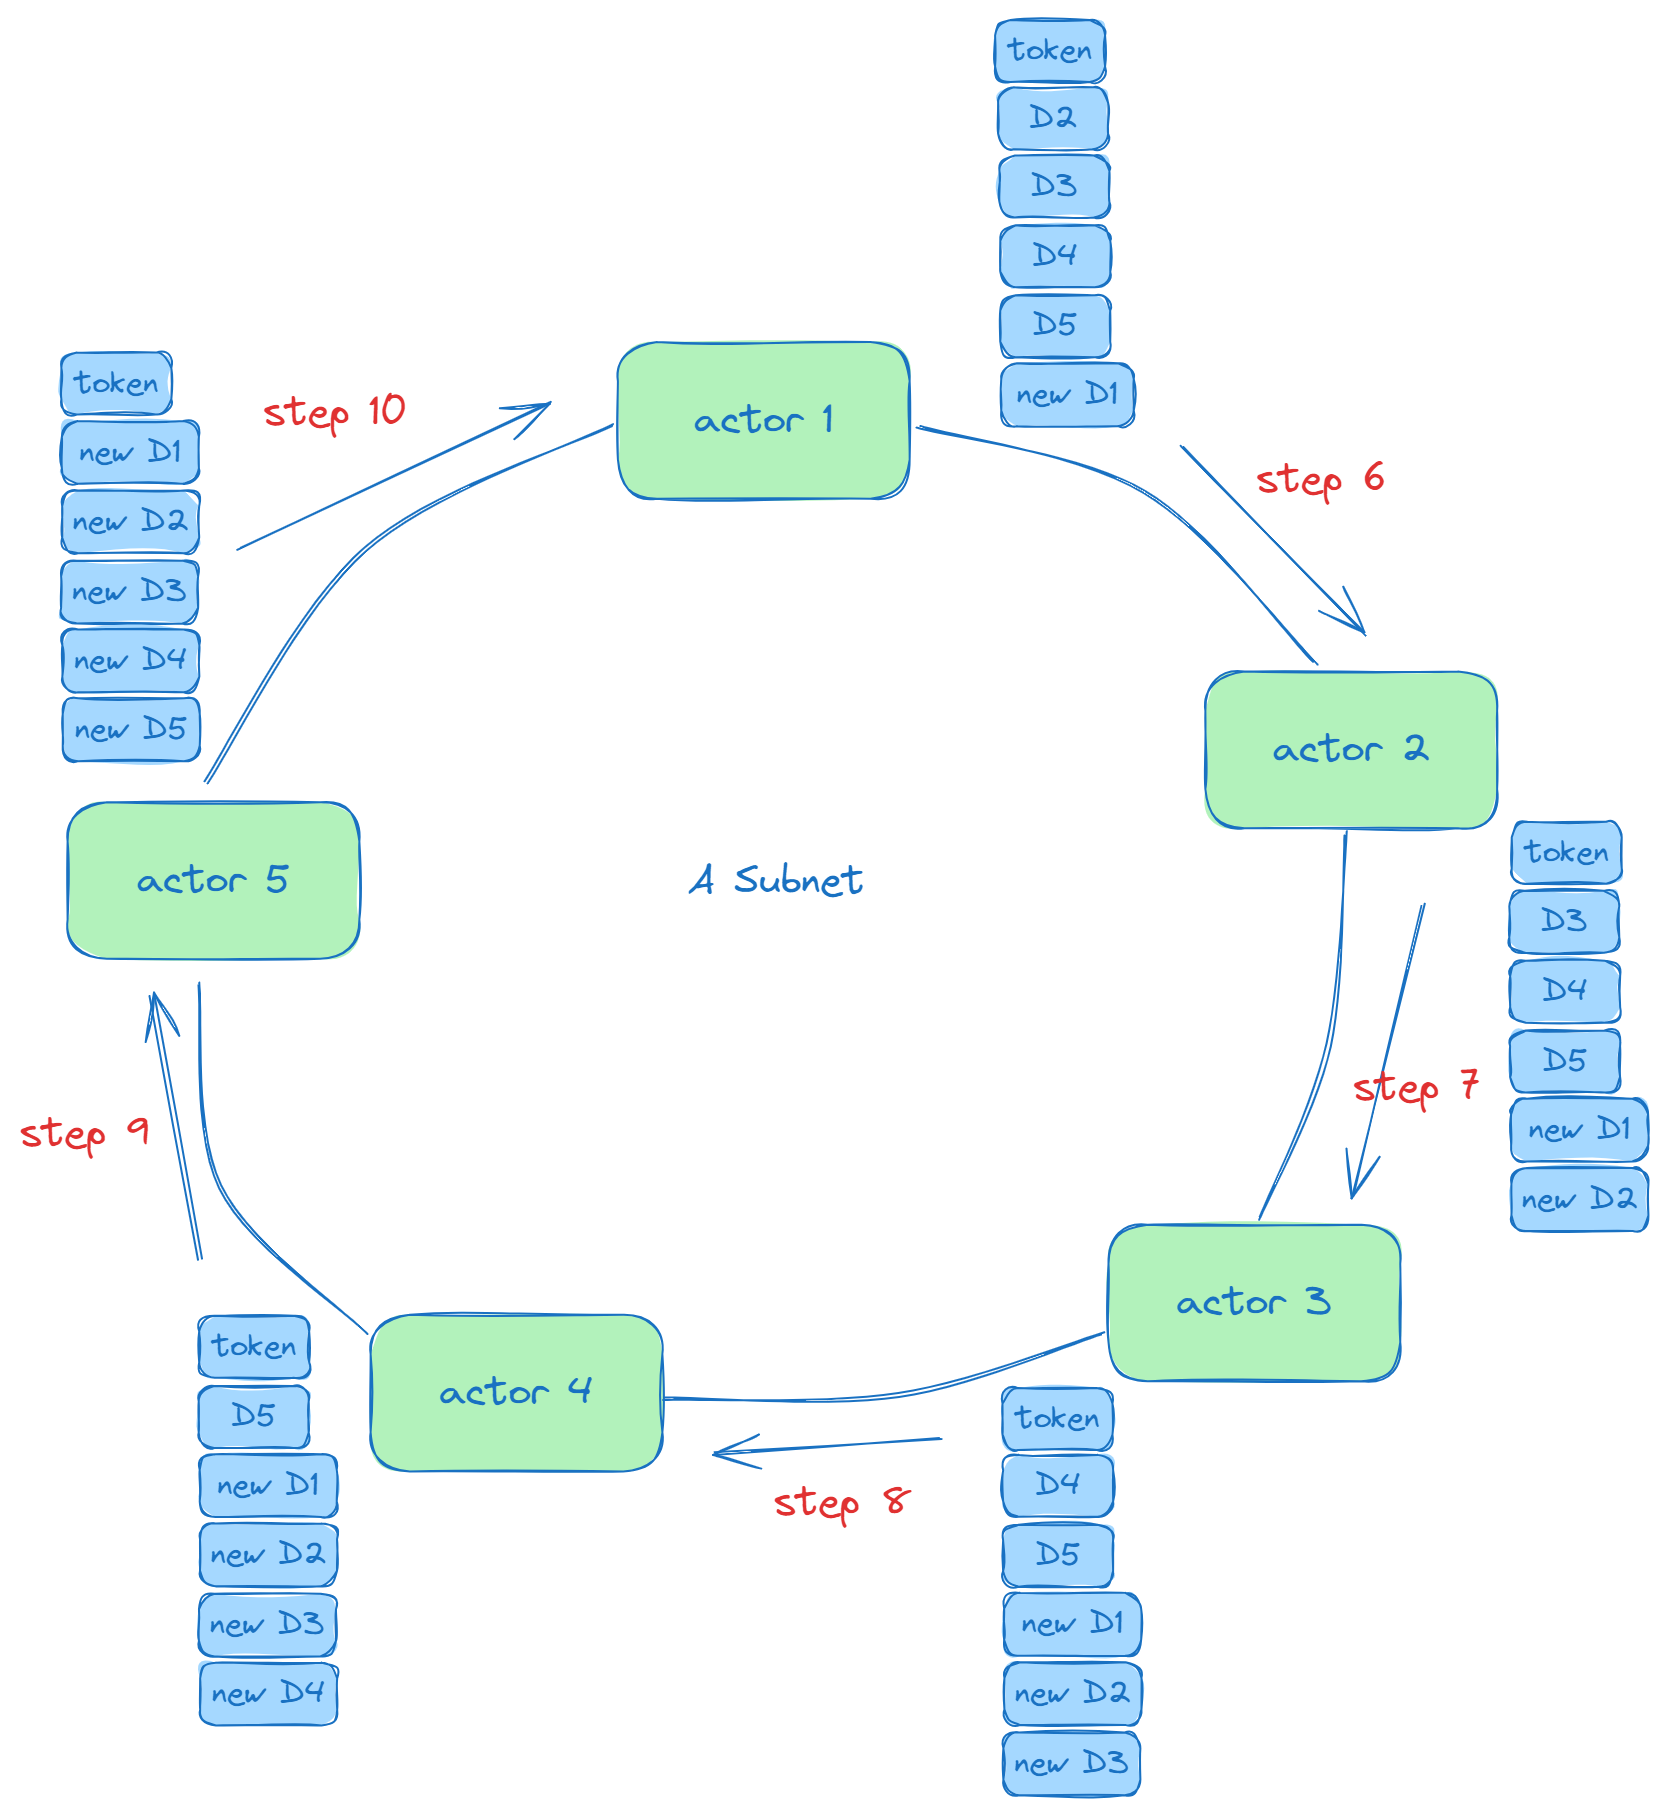 token
D2
D3
D4
D5
new D1
actor 1
step 6
actor 2
token
D3
D4
D5
new D1
new D2
step 7
actor 3
token
D4
D5
new D1
new D2
new D3
step 8
actor 4
token
D5
new D1
new D2
new D3
new D4
step 9
actor 5
token
new D1
new D2
new D3
new D4
new D5
step 10
A Subnet